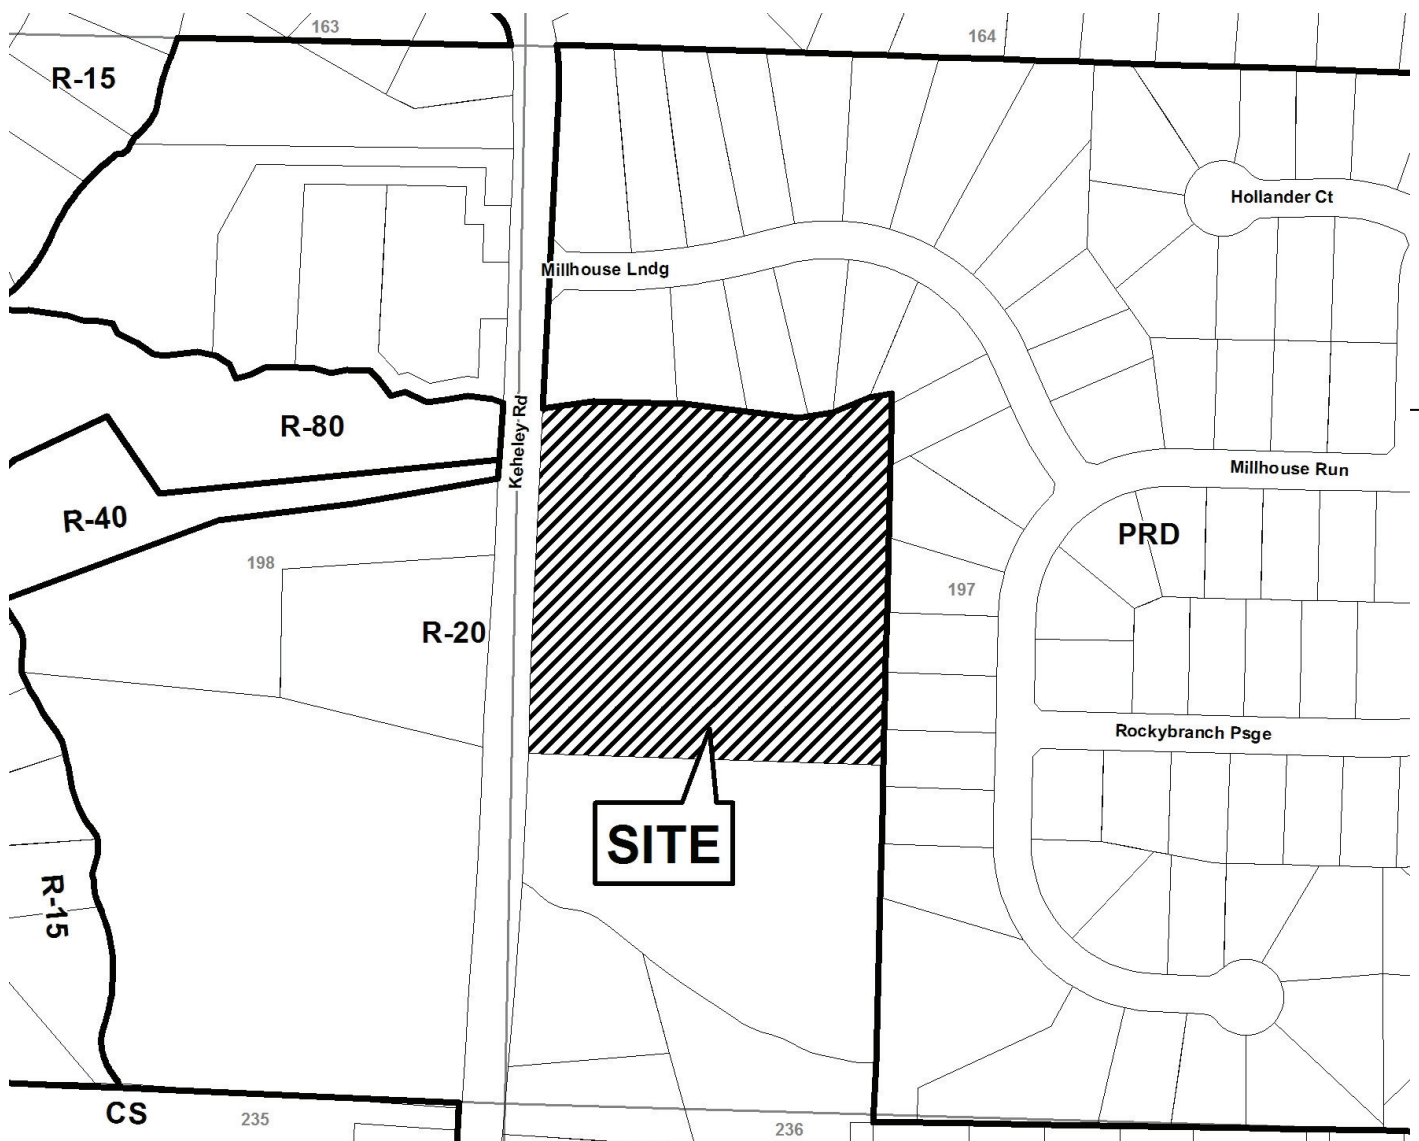 163
164
R-15
Hollander Ct
Millhouse Lndg
R-80
Keheley Rd
Millhouse Run
R-40
PRD
198
197
R-20
Rockybranch Psge
SITE
R-15
CS
235
236